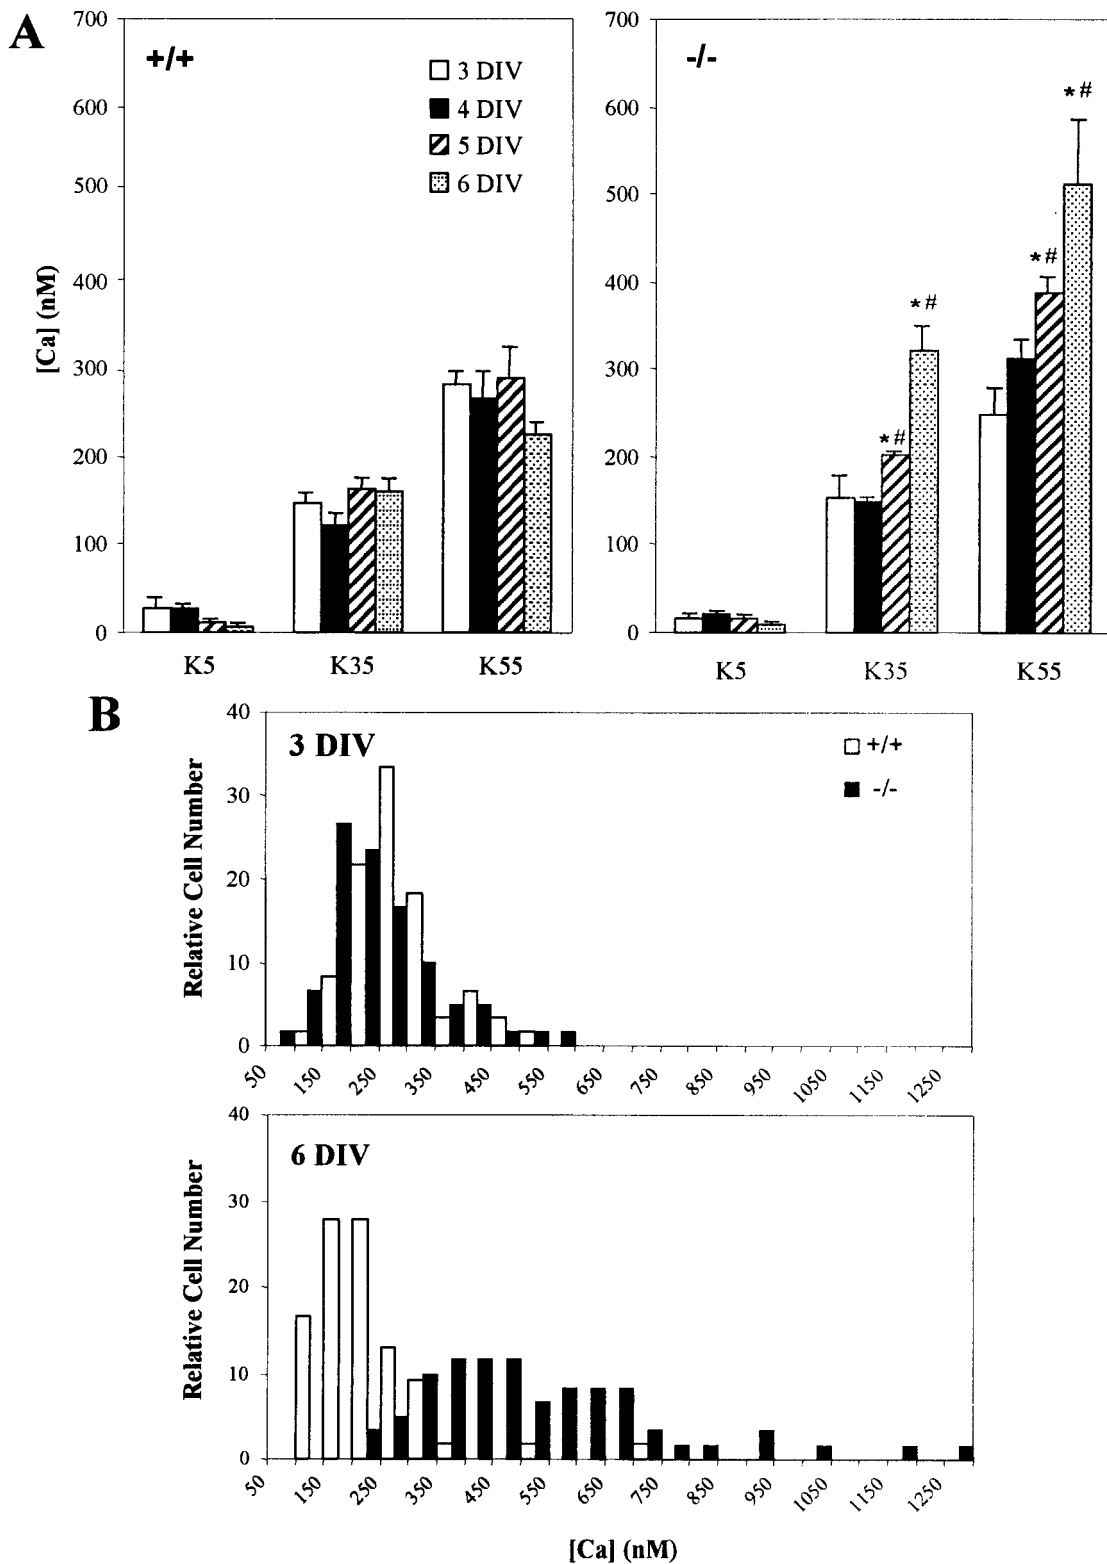 A
+/+
3 DIV
4 DIV
5 DIV
6 DIV
[Ca] (nM)
700
600
500
400
300
200
100
0
K5 K35 K55
-/-
700
600
500
400
300
200
100
0
*#
*#
*#
*#
K5 K35 K55
B
3 DIV
+/+
-/-
Relative Cell Number
40
30
20
10
0
50 150 250 350 450 550 650 750 850 950 1050 1150 1250
6 DIV
Relative Cell Number
40
30
20
10
0
50 150 250 350 450 550 650 750 850 950 1050 1150 1250
[Ca] (nM)